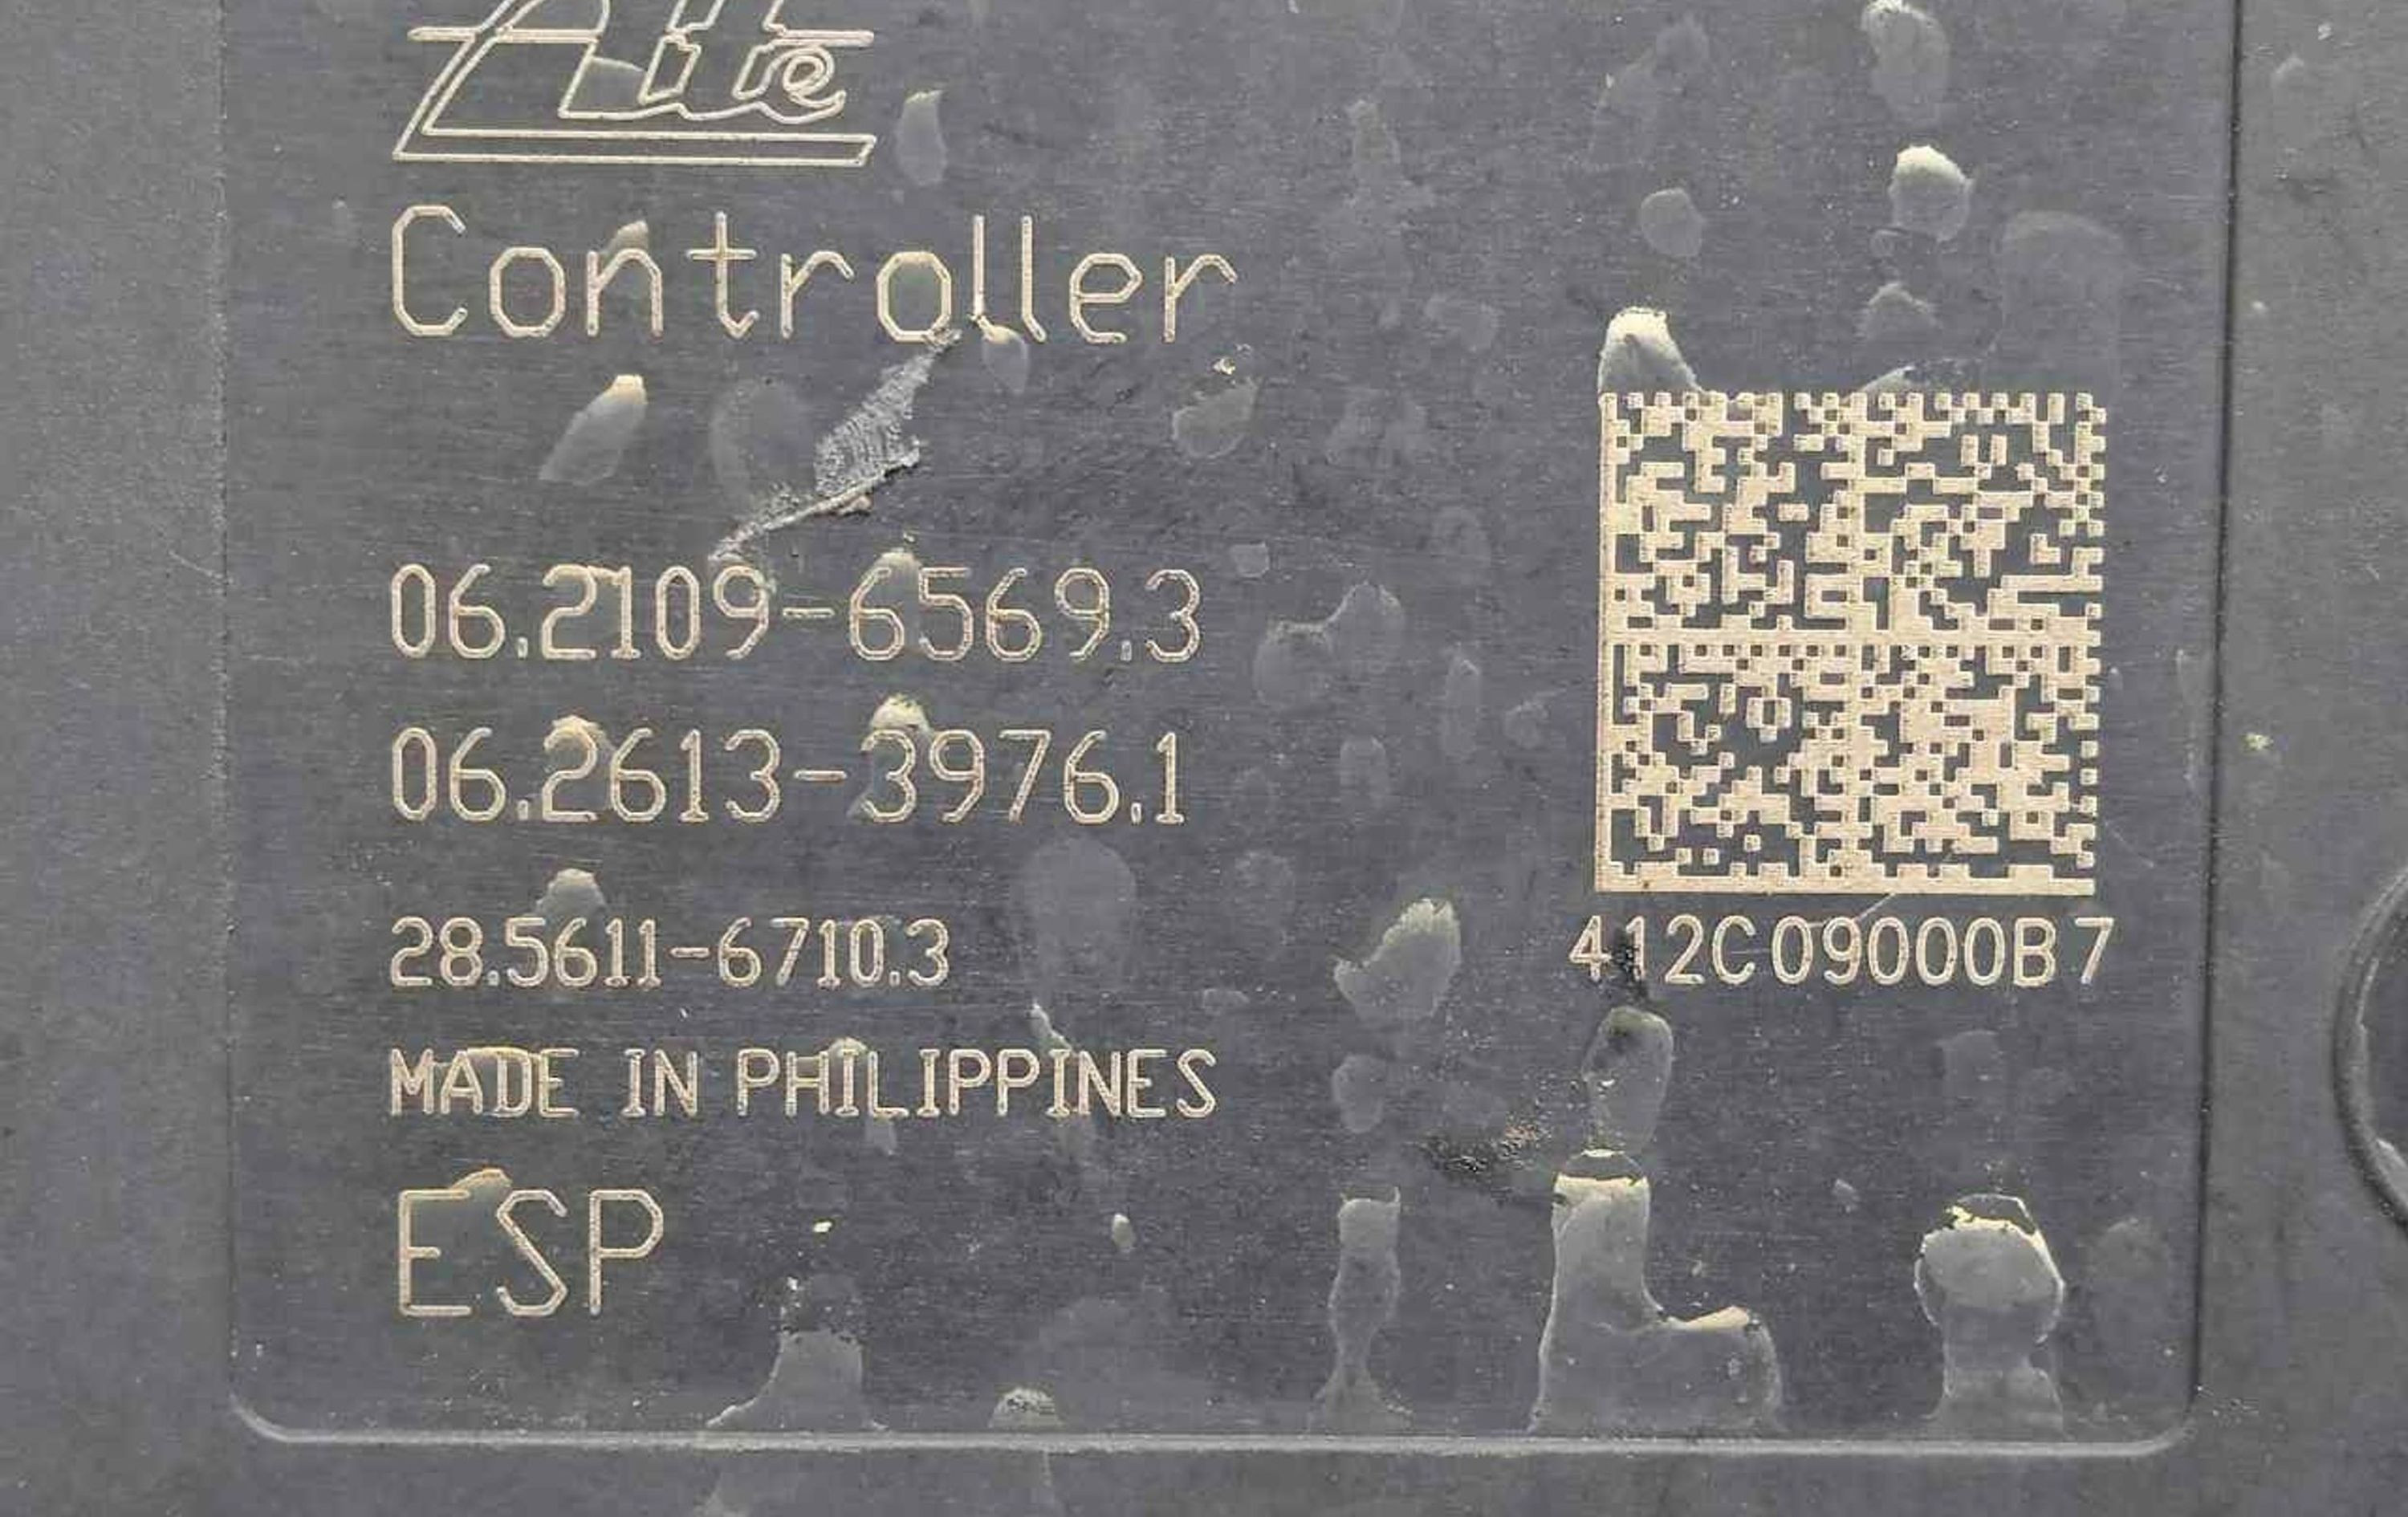 Ate
Controller
06.2109-6569.3
06.2613-3976.1
28.5611-6710.3
412C09000B7
MADE IN PHILIPPINES
ESP